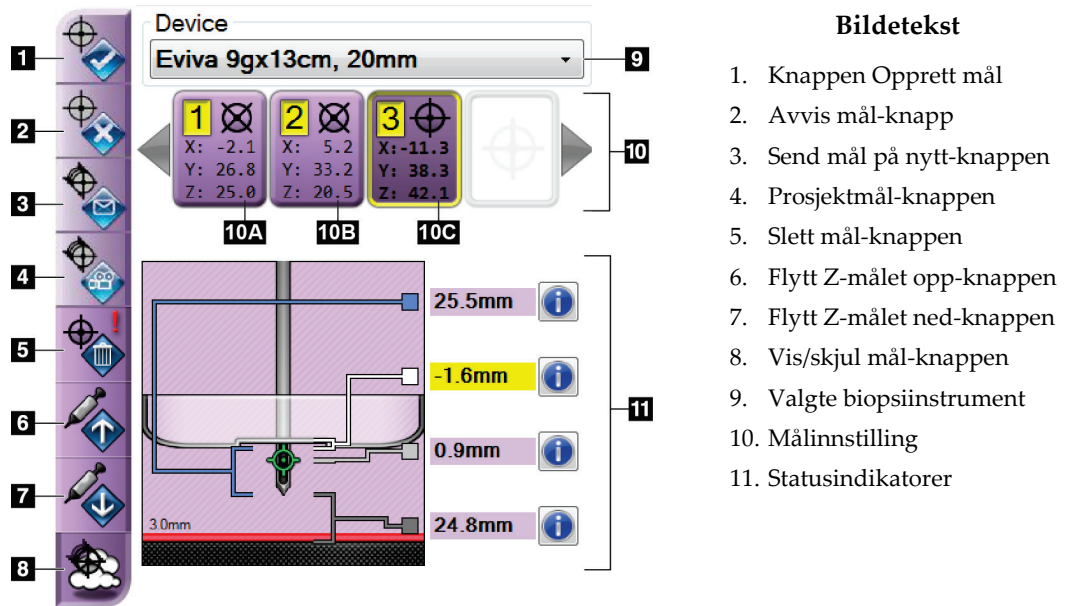 Device
Eviva 9gx13cm, 20mm
1
2
3
4
5
6
7
8
9
10
11
1
X: -2.1
Y: 26.8
Z: 25.0
2
X: 5.2
Y: 33.2
Z: 20.5
3
X:-11.3
Y: 38.3
Z: 42.1
10A
10B
10C
25.5mm
-1.6mm
0.9mm
24.8mm
3.0mm
Bildetekst
1. Knappen Opprett mål
2. Avvis mål-knapp
3. Send mål på nytt-knappen
4. Prosjektmål-knappen
5. Slett mål-knappen
6. Flytt Z-målet opp-knappen
7. Flytt Z-målet ned-knappen
8. Vis/skjul mål-knappen
9. Valgte biopsiinstrument
10. Målinnstilling
11. Statusindikatorer